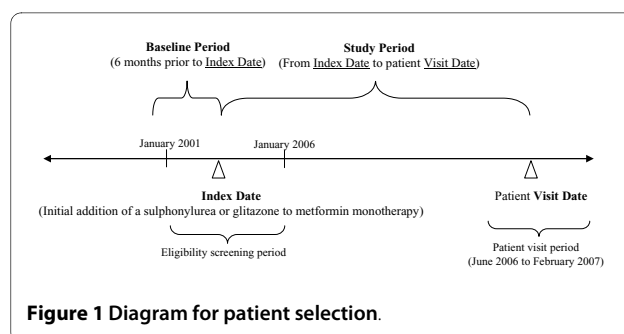 Baseline Period
(6 months prior to Index Date)
Study Period
(From Index Date to patient Visit Date)
January 2001
January 2006
Index Date
(Initial addition of a sulphonylurea or glitazone to metformin monotherapy)
Eligibility screening period
Patient Visit Date
Patient visit period
(June 2006 to February 2007)
Figure 1 Diagram for patient selection.